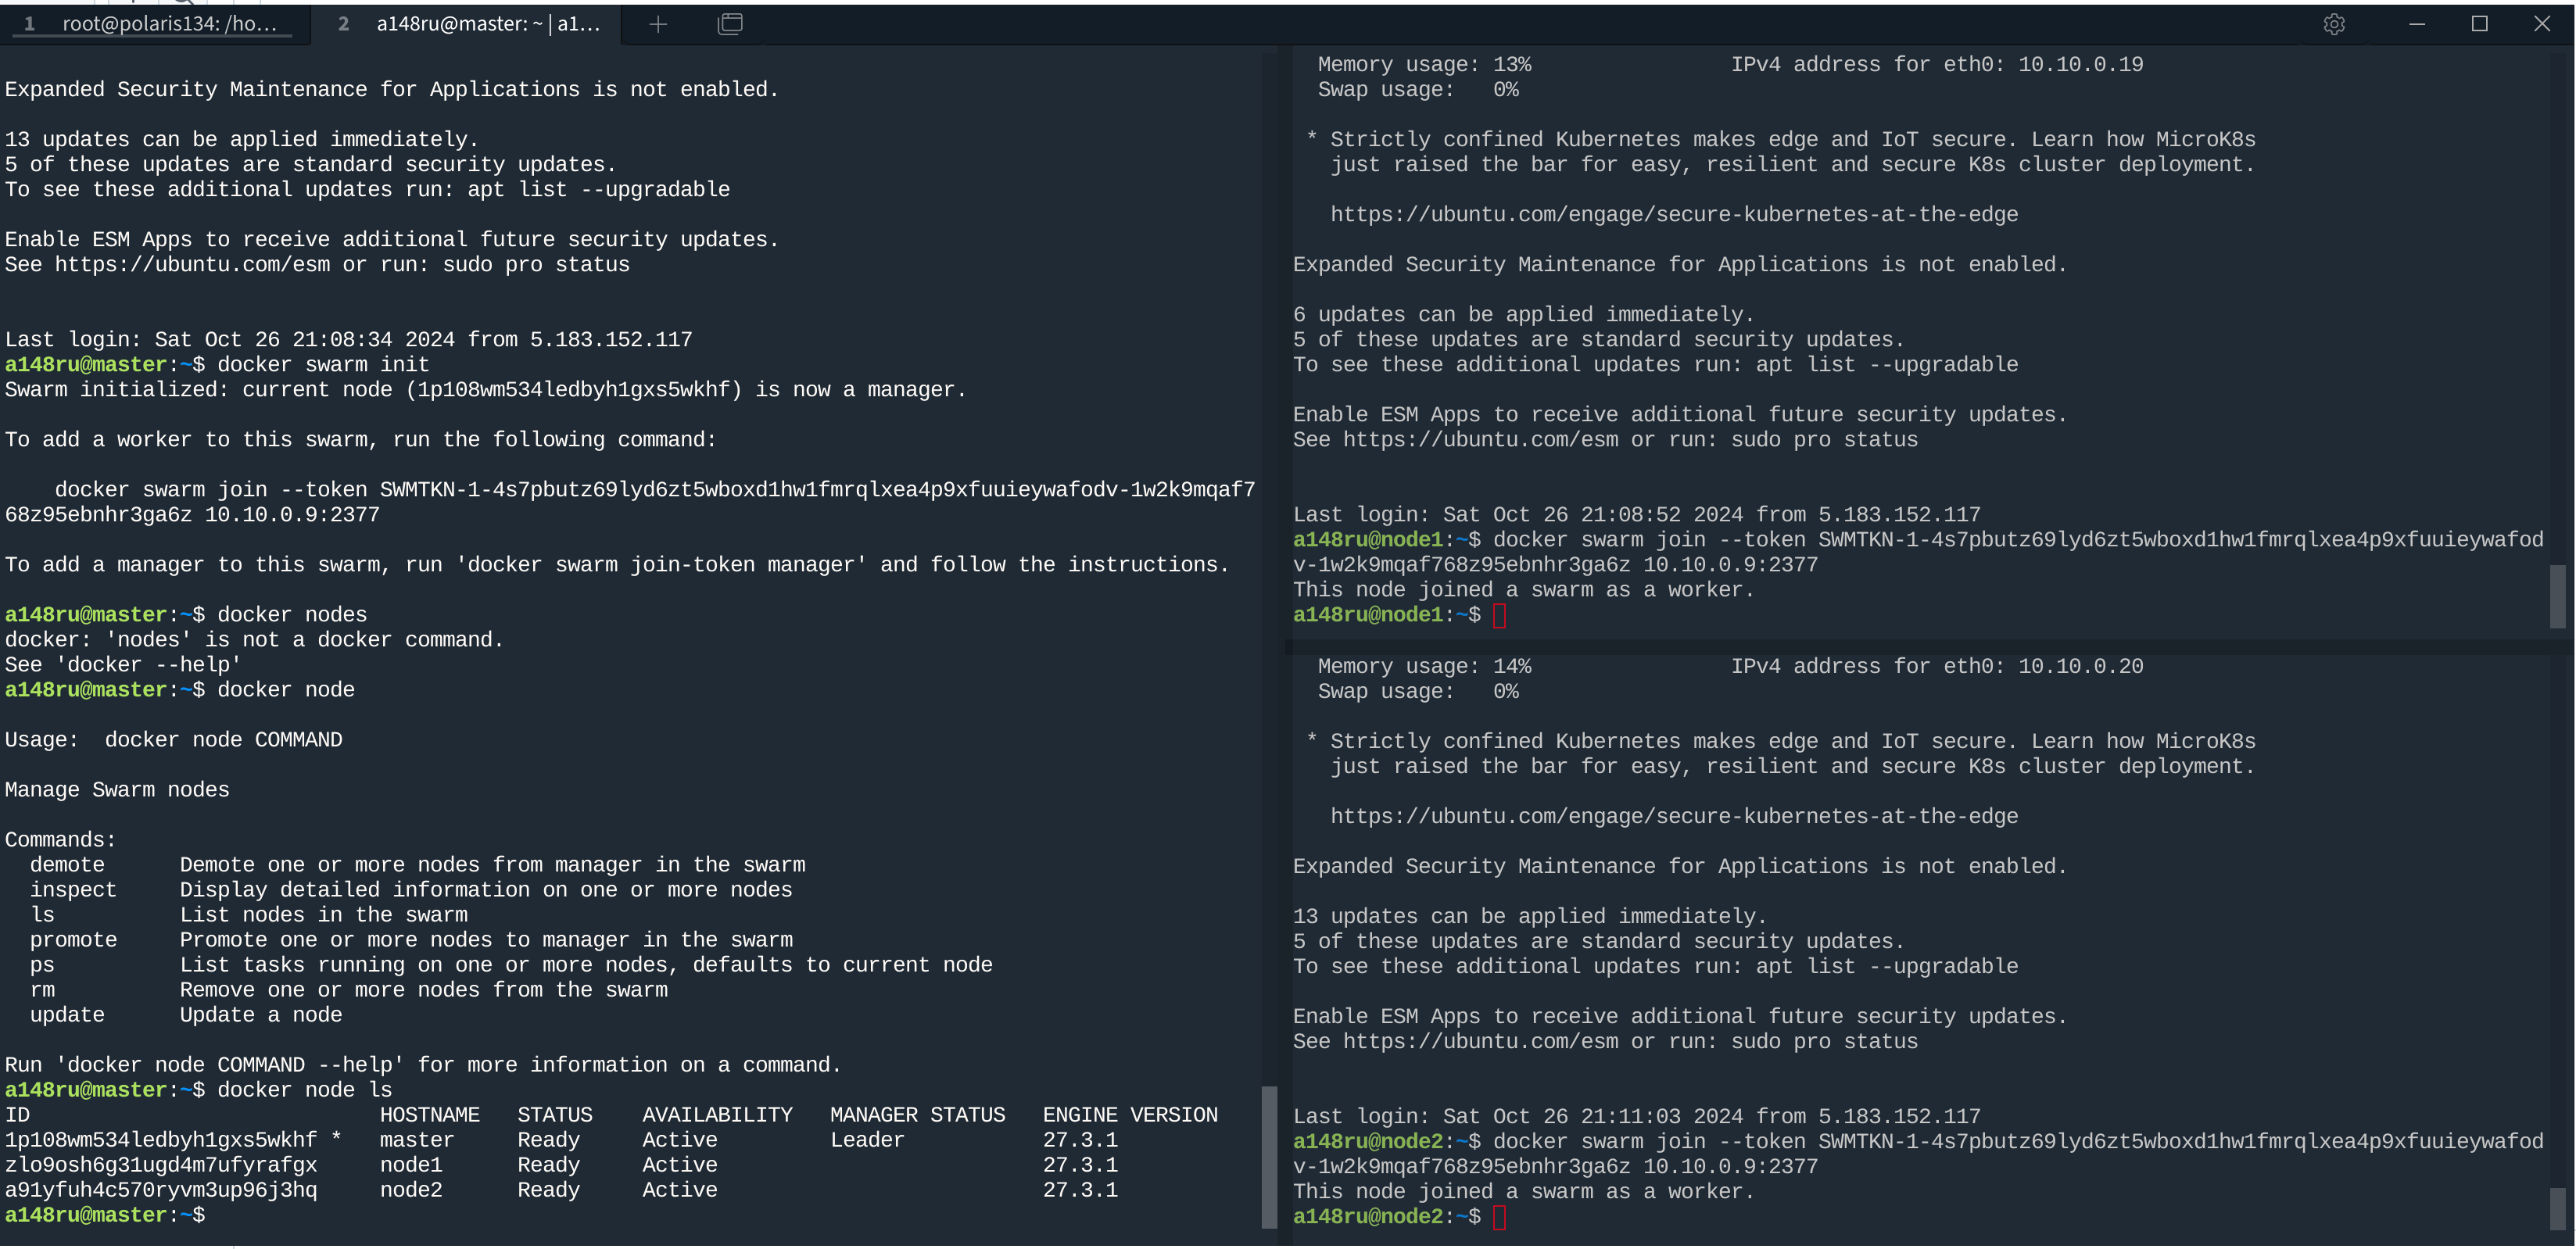 1 root@polaris134: /ho...
2 a148ru@master: ~ | a1...
Expanded Security Maintenance for Applications is not enabled.
13 updates can be applied immediately.
5 of these updates are standard security updates.
To see these additional updates run: apt list --upgradable
Enable ESM Apps to receive additional future security updates.
See https://ubuntu.com/esm or run: sudo pro status
Last login: Sat Oct 26 21:08:34 2024 from 5.183.152.117
a148ru@master:~$ docker swarm init
Swarm initialized: current node (1p108wm534ledbyh1gxs5wkhf) is now a manager.
To add a worker to this swarm, run the following command:
docker swarm join --token SWMTKN-1-4s7pbutz69lyd6zt5wboxd1hw1fmrqlxea4p9xfuuieywafodv-1w2k9mqaf7
68z95ebnhr3ga6z 10.10.0.9:2377
To add a manager to this swarm, run 'docker swarm join-token manager' and follow the instructions.
a148ru@master:~$ docker nodes
docker: 'nodes' is not a docker command.
See 'docker --help'
a148ru@master:~$ docker node
Usage:  docker node COMMAND
Manage Swarm nodes
Commands:
demote      Demote one or more nodes from manager in the swarm
inspect     Display detailed information on one or more nodes
ls          List nodes in the swarm
promote     Promote one or more nodes to manager in the swarm
ps          List tasks running on one or more nodes, defaults to current node
rm          Remove one or more nodes from the swarm
update      Update a node
Run 'docker node COMMAND --help' for more information on a command.
a148ru@master:~$ docker node ls
ID                            HOSTNAME   STATUS    AVAILABILITY   MANAGER STATUS   ENGINE VERSION
1p108wm534ledbyh1gxs5wkhf *   master     Ready     Active         Leader           27.3.1
zlo9osh6g31ugd4m7ufyrafgx     node1      Ready     Active                          27.3.1
a91yfuh4c570ryvm3up96j3hq     node2      Ready     Active                          27.3.1
a148ru@master:~$
Memory usage: 13%                IPv4 address for eth0: 10.10.0.19
Swap usage:   0%
* Strictly confined Kubernetes makes edge and IoT secure. Learn how MicroK8s
just raised the bar for easy, resilient and secure K8s cluster deployment.
https://ubuntu.com/engage/secure-kubernetes-at-the-edge
Expanded Security Maintenance for Applications is not enabled.
6 updates can be applied immediately.
5 of these updates are standard security updates.
To see these additional updates run: apt list --upgradable
Enable ESM Apps to receive additional future security updates.
See https://ubuntu.com/esm or run: sudo pro status
Last login: Sat Oct 26 21:08:52 2024 from 5.183.152.117
a148ru@node1:~$ docker swarm join --token SWMTKN-1-4s7pbutz69lyd6zt5wboxd1hw1fmrqlxea4p9xfuuieywafod
v-1w2k9mqaf768z95ebnhr3ga6z 10.10.0.9:2377
This node joined a swarm as a worker.
a148ru@node1:~$
Memory usage: 14%                IPv4 address for eth0: 10.10.0.20
Swap usage:   0%
* Strictly confined Kubernetes makes edge and IoT secure. Learn how MicroK8s
just raised the bar for easy, resilient and secure K8s cluster deployment.
https://ubuntu.com/engage/secure-kubernetes-at-the-edge
Expanded Security Maintenance for Applications is not enabled.
13 updates can be applied immediately.
5 of these updates are standard security updates.
To see these additional updates run: apt list --upgradable
Enable ESM Apps to receive additional future security updates.
See https://ubuntu.com/esm or run: sudo pro status
Last login: Sat Oct 26 21:11:03 2024 from 5.183.152.117
a148ru@node2:~$ docker swarm join --token SWMTKN-1-4s7pbutz69lyd6zt5wboxd1hw1fmrqlxea4p9xfuuieywafod
v-1w2k9mqaf768z95ebnhr3ga6z 10.10.0.9:2377
This node joined a swarm as a worker.
a148ru@node2:~$